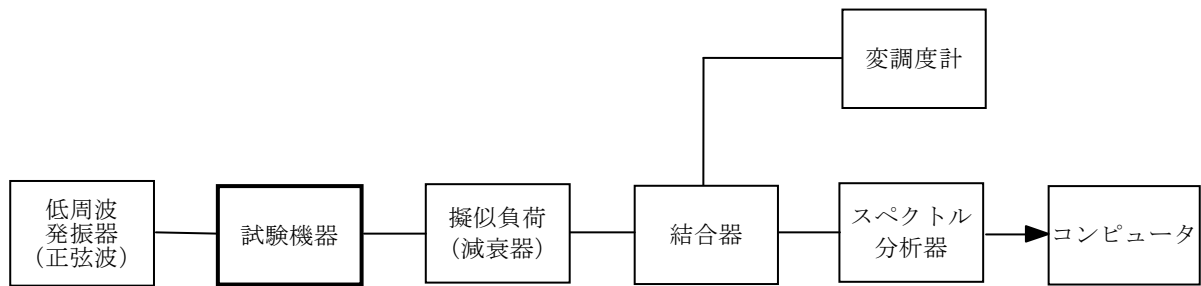 変調度計
低周波
発振器
（正弦波）
試験機器
擬似負荷
（減衰器）
結合器
スペクトル
分析器
コンピュータ